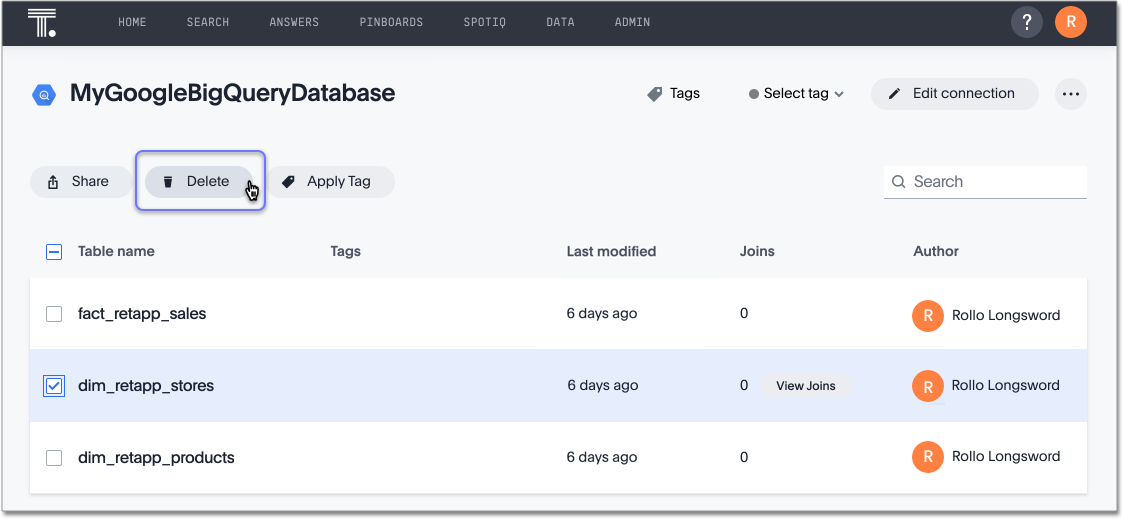 T. HOME SEARCH ANSWERS PINBOARDS SPOTIQ DATA ADMIN ? R
MyGoogleBigQueryDatabase Tags Select tag Edit connection ...
Share Delete Apply Tag Search
Table name Tags Last modified Joins Author
fact_retapp_sales 6 days ago 0 R Rollo Longsword
dim_retapp_stores 6 days ago 0 View Joins R Rollo Longsword
dim_retapp_products 6 days ago 0 R Rollo Longsword